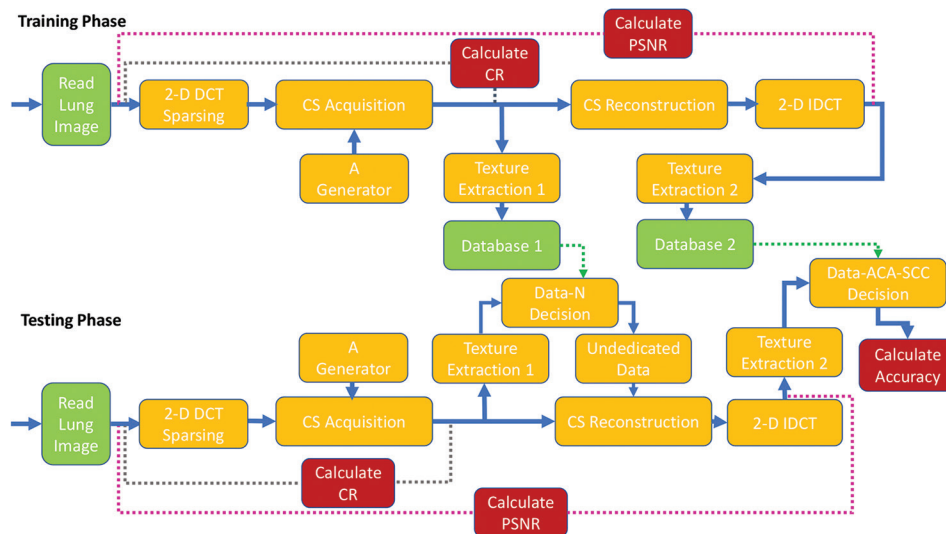 Training Phase
Calculate
PSNR
Calculate
CR
Read
Lung
Image
2-D DCT
Sparsing
CS Acquisition
CS Reconstruction
2-D IDCT
A
Generator
Texture
Extraction 1
Texture
Extraction 2
Database 1
Database 2
Data-N
Decision
Data-ACA-SCC
Decision
Testing Phase
A
Generator
Texture
Extraction 1
Undedicated
Data
Texture
Extraction 2
Calculate
Accuracy
Read
Lung
Image
2-D DCT
Sparsing
CS Acquisition
CS Reconstruction
2-D IDCT
Calculate
CR
Calculate
PSNR